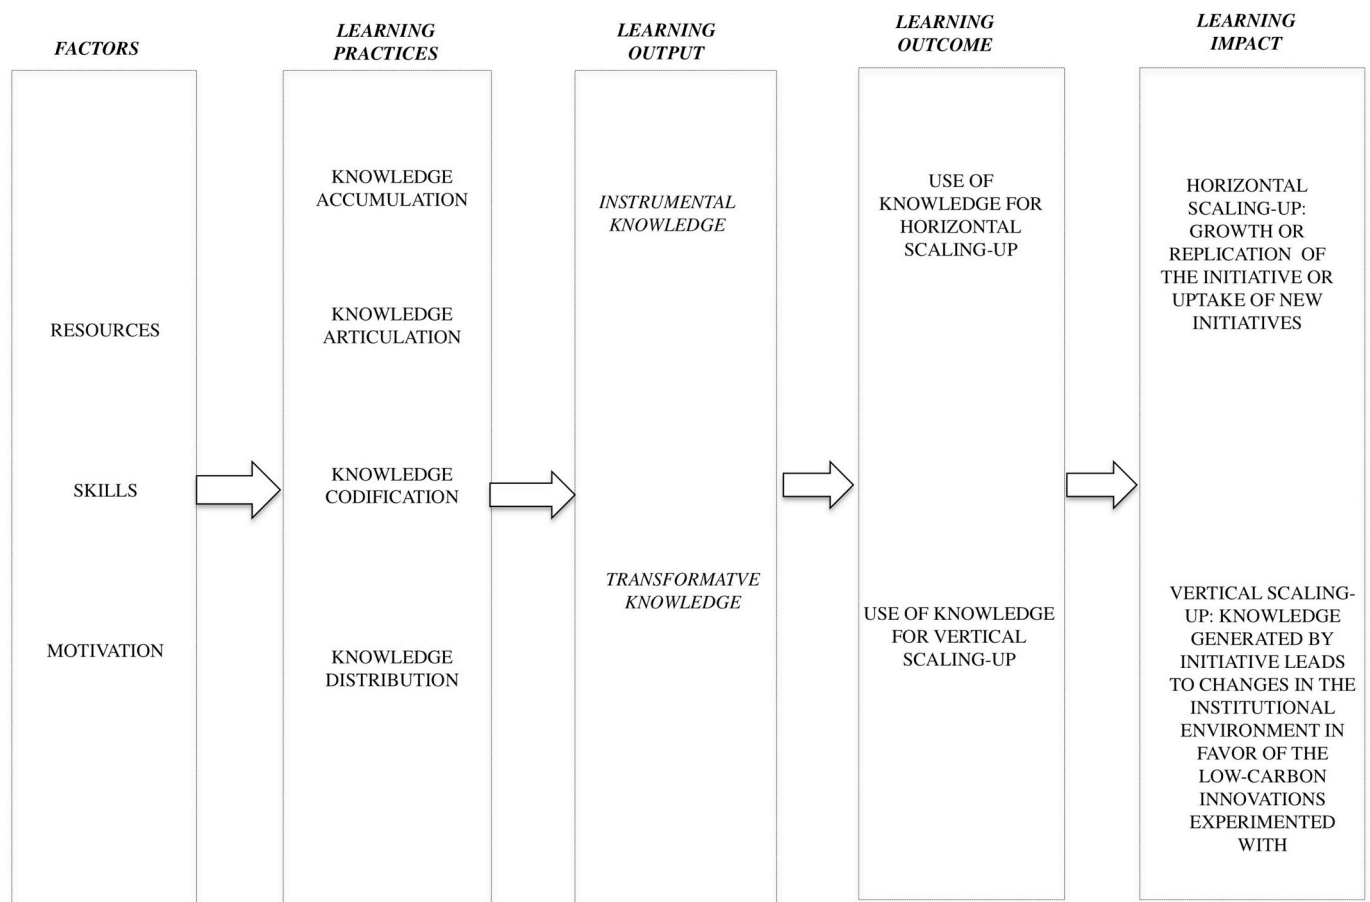 FACTORS
RESOURCES
SKILLS
MOTIVATION
LEARNING
PRACTICES
KNOWLEDGE
ACCUMULATION
KNOWLEDGE
ARTICULATION
KNOWLEDGE
CODIFICATION
KNOWLEDGE
DISTRIBUTION
LEARNING
OUTPUT
INSTRUMENTAL
KNOWLEDGE
TRANSFORMATVE
KNOWLEDGE
LEARNING
OUTCOME
USE OF
KNOWLEDGE FOR
HORIZONTAL
SCALING-UP
USE OF KNOWLEDGE
FOR VERTICAL
SCALING-UP
LEARNING
IMPACT
HORIZONTAL
SCALING-UP:
GROWTH OR
REPLICATION OF
THE INITIATIVE OR
UPTAKE OF NEW
INITIATIVES
VERTICAL SCALING-
UP: KNOWLEDGE
GENERATED BY
INITIATIVE LEADS
TO CHANGES IN THE
INSTITUTIONAL
ENVIRONMENT IN
FAVOR OF THE
LOW-CARBON
INNOVATIONS
EXPERIMENTED
WITH